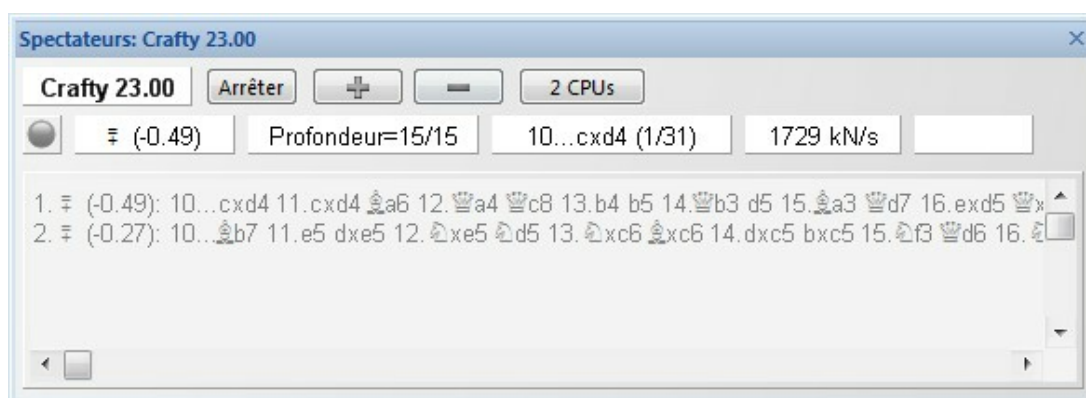 Spectateurs: Crafty 23.00
Crafty 23.00 Arrêter 2 CPUs
⩱ (-0.49) Profondeur=15/15 10...cxd4 (1/31) 1729 kN/s
1. ⩱ (-0.49): 10...cxd4 11.cxd4 ♗a6 12.♕a4 ♕c8 13.b4 b5 14.♕b3 d5 15.♗a3 ♕d7 16.exd5 ♕x
2. ⩱ (-0.27): 10...♗b7 11.e5 dxe5 12.♘xe5 ♘d5 13.♘xc6 ♗xc6 14.dxc5 bxc5 15.♘f3 ♕d6 16.